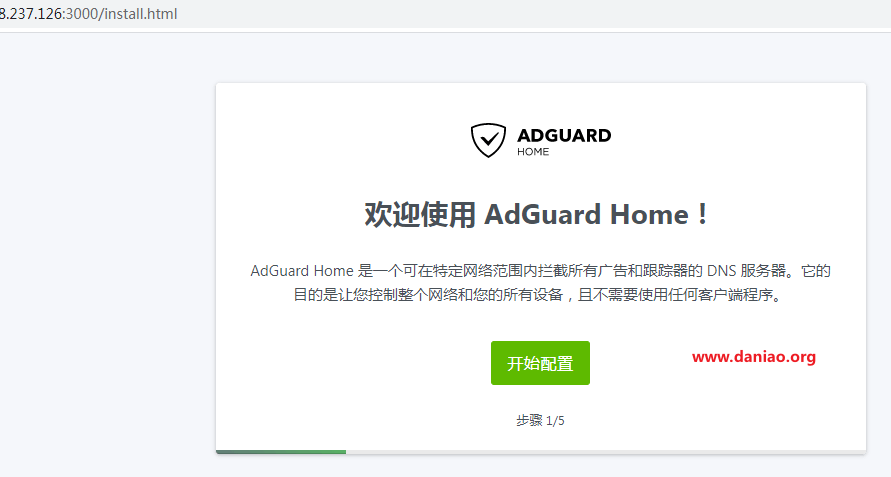 8.237.126:3000/install.html
ADGUARD
HOME
欢迎使用 AdGuard Home！
AdGuard Home 是一个可在特定网络范围内拦截所有广告和跟踪器的 DNS 服务器。它的
目的是让您控制整个网络和您的所有设备，且不需要使用任何客户端程序。
开始配置
www.daniao.org
步骤 1/5